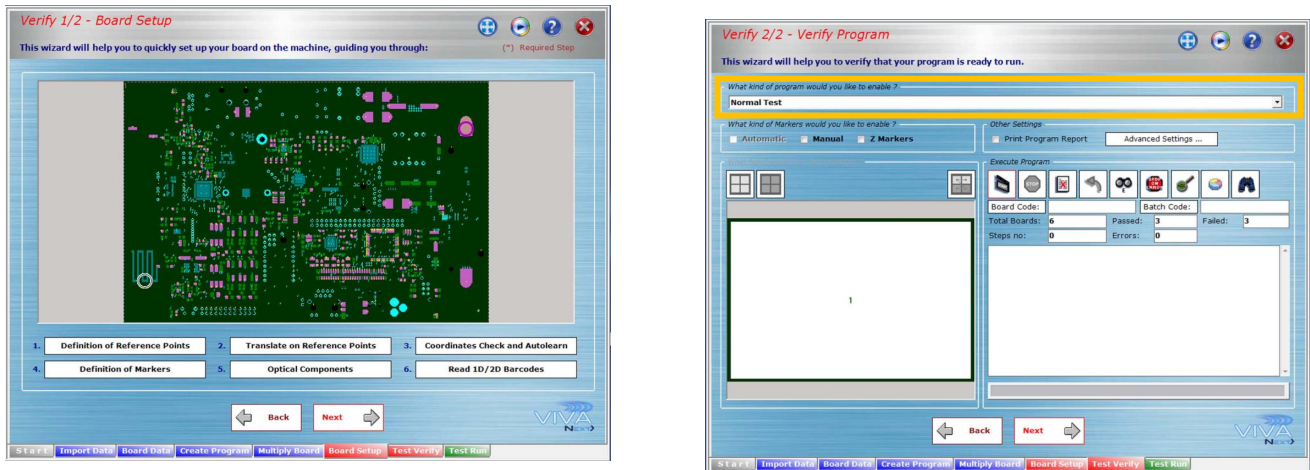 Verify 1/2 - Board Setup
This wizard will help you to quickly set up your board on the machine, guiding you through:
(*) Required Step
1. Definition of Reference Points
2. Translate on Reference Points
3. Coordinates Check and Autolearn
4. Definition of Markers
5. Optical Components
6. Read 1D/2D Barcodes
Back
Next
VIVA
NEXT
Start Import Data Board Data Create Program Multiply Board Board Setup Test Verify Test Run
Verify 2/2 - Verify Program
This wizard will help you to verify that your program is ready to run.
What kind of program would you like to enable ?
Normal Test
What kind of Markers would you like to enable ?
Automatic Manual Z Markers
Other Settings
Print Program Report Advanced Settings ...
Execute Program
STOP
Board Code: Batch Code:
Total Boards: 6 Passed: 3 Failed: 3
Steps no: 0 Errors: 0
1
Back
Next
VIVA
NEXT
Start Import Data Board Data Create Program Multiply Board Board Setup Test Verify Test Run